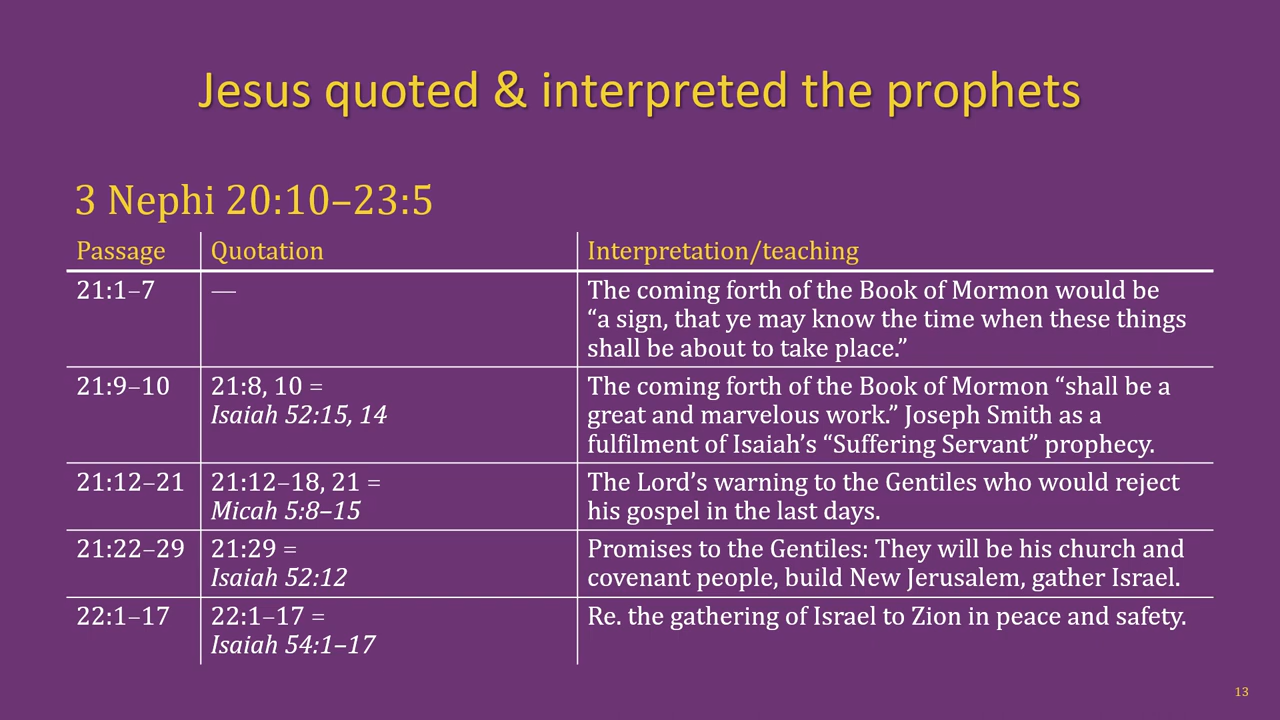 Jesus quoted & interpreted the prophets
3 Nephi 20:10–23:5
Passage Quotation Interpretation/teaching
21:1–7 — The coming forth of the Book of Mormon would be
“a sign, that ye may know the time when these things
shall be about to take place.”
21:9–10 21:8, 10 = The coming forth of the Book of Mormon “shall be a
Isaiah 52:15, 14 great and marvelous work.” Joseph Smith as a
fulfilment of Isaiah’s “Suffering Servant” prophecy.
21:12–21 21:12–18, 21 = The Lord’s warning to the Gentiles who would reject
Micah 5:8–15 his gospel in the last days.
21:22–29 21:29 = Promises to the Gentiles: They will be his church and
Isaiah 52:12 covenant people, build New Jerusalem, gather Israel.
22:1–17 22:1–17 = Re. the gathering of Israel to Zion in peace and safety.
Isaiah 54:1–17
13